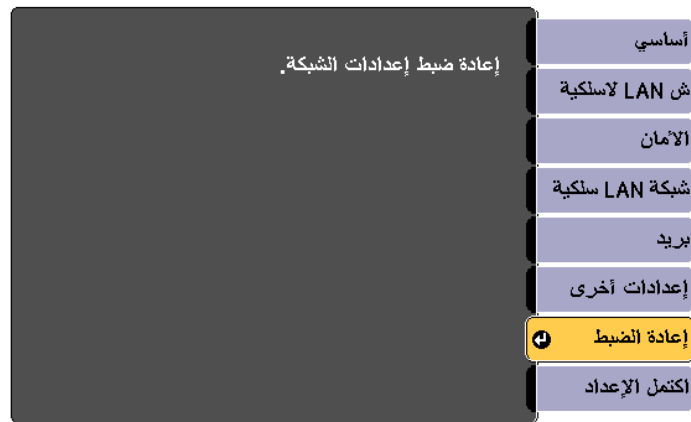 أساسي
ش LAN لاسلكية
الأمان
شبكة LAN سلكية
بريد
إعدادات أخرى
إعادة الضبط
اكتمل الإعداد
إعادة ضبط إعدادات الشبكة.